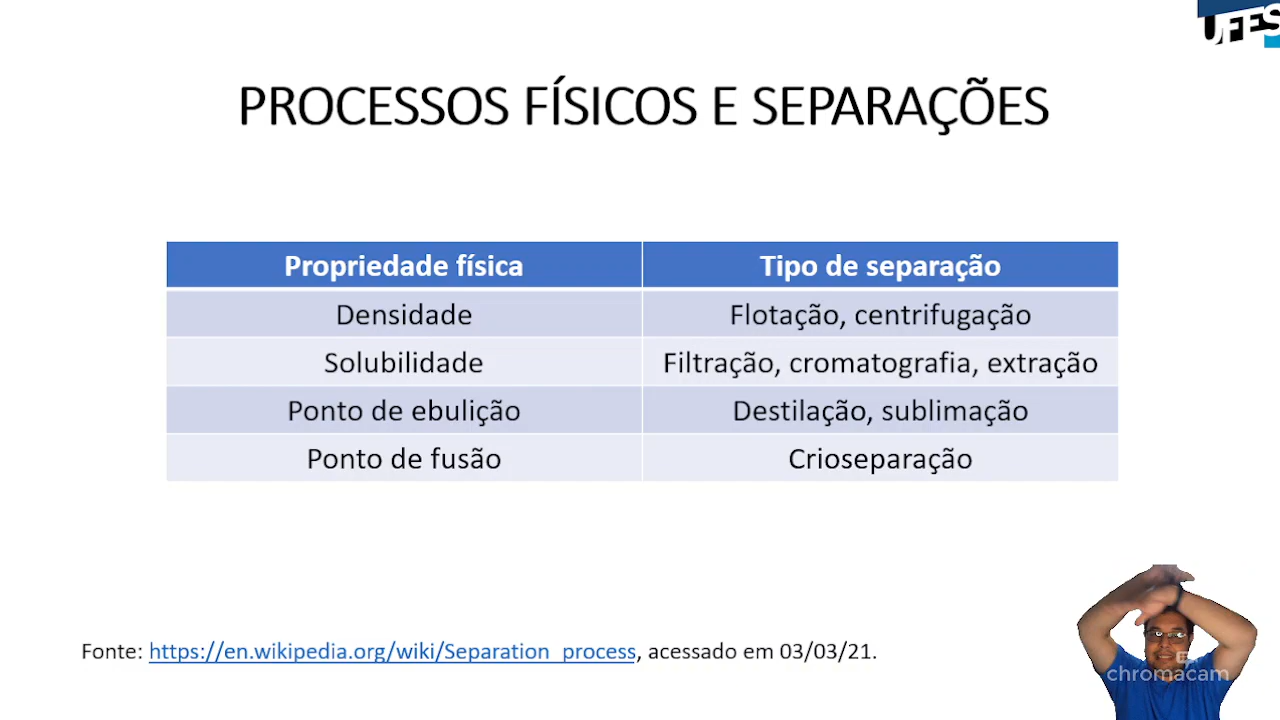 UFES
PROCESSOS FÍSICOS E SEPARAÇÕES
Propriedade física Tipo de separação
Densidade Flotação, centrifugação
Solubilidade Filtração, cromatografia, extração
Ponto de ebulição Destilação, sublimação
Ponto de fusão Crioseparação
Fonte: https://en.wikipedia.org/wiki/Separation_process, acessado em 03/03/21.
chromacam